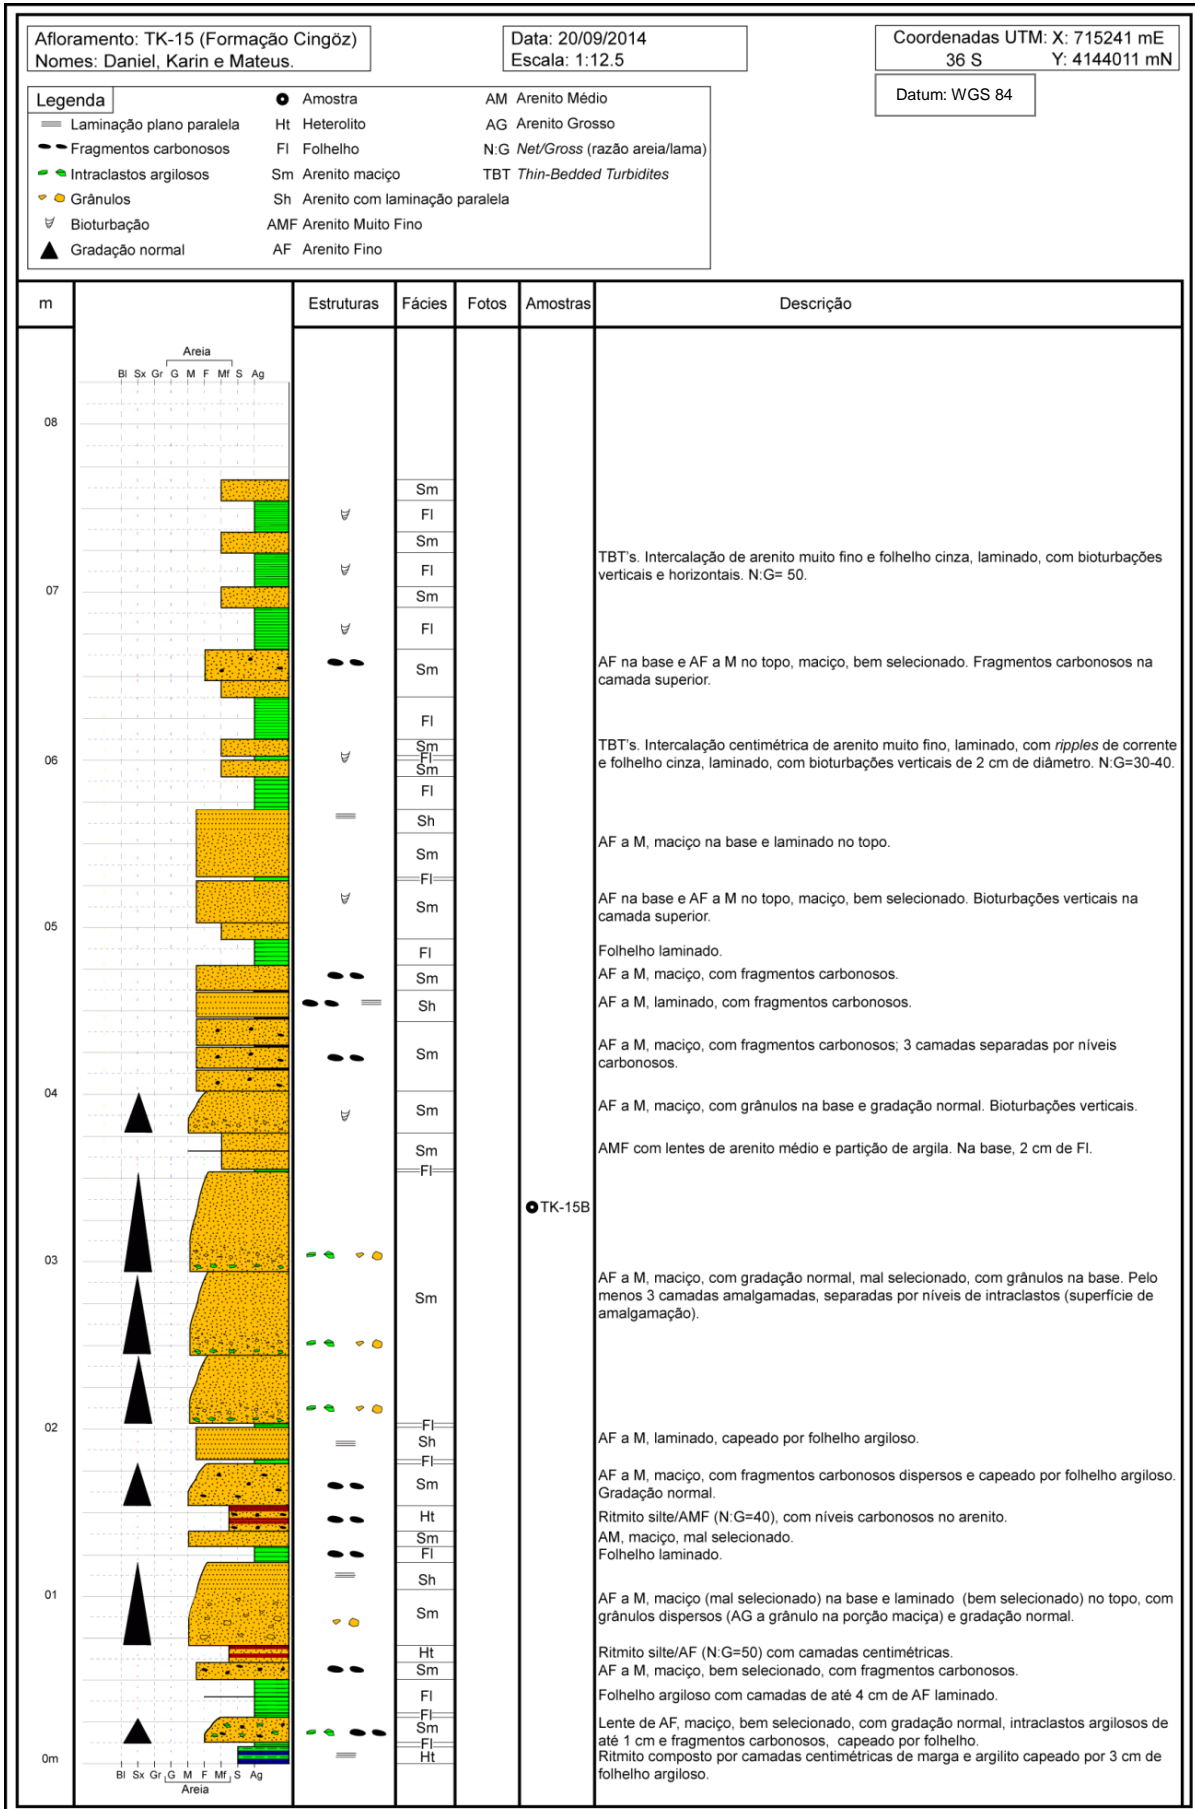 Afloramento: TK-15 (Formação Cingöz)
Nomes: Daniel, Karin e Mateus.
Data: 20/09/2014
Escala: 1:12.5
Coordenadas UTM: X: 715241 mE
36 S Y: 4144011 mN
Datum: WGS 84
Legenda
Laminação plano paralela
Fragmentos carbonosos
Intraclastos argilosos
Grânulos
Bioturbação
Gradação normal
Amostra
Ht Heterolito
Fl Folhelho
Sm Arenito maciço
Sh Arenito com laminação paralela
AMF Arenito Muito Fino
AF Arenito Fino
AM Arenito Médio
AG Arenito Grosso
N:G Net/Gross (razão areia/lama)
TBT Thin-Bedded Turbidites
m Estruturas Fácies Fotos Amostras Descrição
Areia
Bl Sx Gr G M F Mf S Ag
08
Sm
Fl
Sm
TBT's. Intercalação de arenito muito fino e folhelho cinza, laminado, com bioturbações
verticais e horizontais. N:G= 50.
Fl
07
Sm
Fl
AF na base e AF a M no topo, maciço, bem selecionado. Fragmentos carbonosos na
camada superior.
Sm
Fl
TBT's. Intercalação centimétrica de arenito muito fino, laminado, com ripples de corrente
e folhelho cinza, laminado, com bioturbações verticais de 2 cm de diâmetro. N:G=30-40.
Sm
06
Fl
Sm
Fl
Sh
AF a M, maciço na base e laminado no topo.
Sm
Fl
AF na base e AF a M no topo, maciço, bem selecionado. Bioturbações verticais na
camada superior.
Sm
05
Folhelho laminado.
Fl
AF a M, maciço, com fragmentos carbonosos.
Sm
AF a M, laminado, com fragmentos carbonosos.
Sh
AF a M, maciço, com fragmentos carbonosos; 3 camadas separadas por níveis
carbonosos.
Sm
04
AF a M, maciço, com grânulos na base e gradação normal. Bioturbações verticais.
Sm
AMF com lentes de arenito médio e partição de argila. Na base, 2 cm de Fl.
Sm
Fl
TK-15B
03
AF a M, maciço, com gradação normal, mal selecionado, com grânulos na base. Pelo
menos 3 camadas amalgamadas, separadas por níveis de intraclastos (superfície de
amalgamação).
Sm
02
Fl
AF a M, laminado, capeado por folhelho argiloso.
Sh
Fl
AF a M, maciço, com fragmentos carbonosos dispersos e capeado por folhelho argiloso.
Gradação normal.
Sm
Ritmito silte/AMF (N:G=40), com níveis carbonosos no arenito.
Ht
AM, maciço, mal selecionado.
Sm
Folhelho laminado.
Fl
Sh
01
AF a M, maciço (mal selecionado) na base e laminado (bem selecionado) no topo, com
grânulos dispersos (AG a grânulo na porção maciça) e gradação normal.
Sm
Ritmito silte/AF (N:G=50) com camadas centimétricas.
Ht
AF a M, maciço, bem selecionado, com fragmentos carbonosos.
Sm
Folhelho argiloso com camadas de até 4 cm de AF laminado.
Fl
Fl
Lente de AF, maciço, bem selecionado, com gradação normal, intraclastos argilosos de
até 1 cm e fragmentos carbonosos, capeado por folhelho.
Sm
Fl
0m
Ritmito composto por camadas centimétricas de marga e argilito capeado por 3 cm de
folhelho argiloso.
Ht
Bl Sx Gr G M F Mf S Ag
Areia